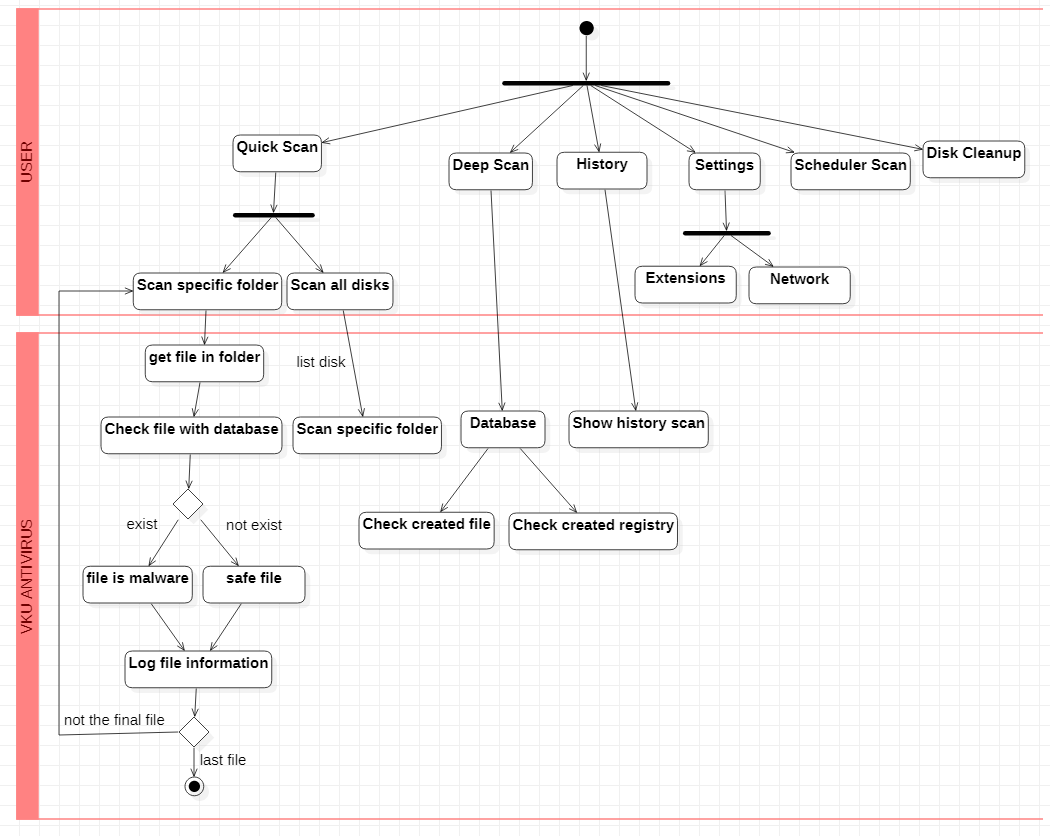 USER
Quick Scan
Deep Scan
History
Settings
Scheduler Scan
Disk Cleanup
Extensions
Network
Scan specific folder
Scan all disks
VKU ANTIVIRUS
get file in folder
list disk
Check file with database
Scan specific folder
Database
Show history scan
exist
not exist
Check created file
Check created registry
file is malware
safe file
Log file information
not the final file
last file